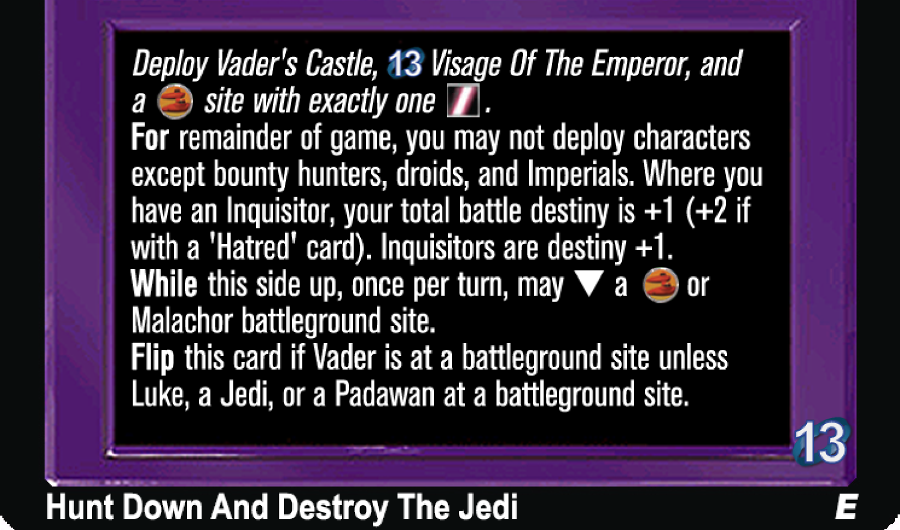 Deploy Vader's Castle, 13 Visage Of The Emperor, and
a site with exactly one .
For remainder of game, you may not deploy characters
except bounty hunters, droids, and Imperials. Where you
have an Inquisitor, your total battle destiny is +1 (+2 if
with a 'Hatred' card). Inquisitors are destiny +1.
While this side up, once per turn, may ▼ a or
Malachor battleground site.
Flip this card if Vader is at a battleground site unless
Luke, a Jedi, or a Padawan at a battleground site.
13
Hunt Down And Destroy The Jedi E